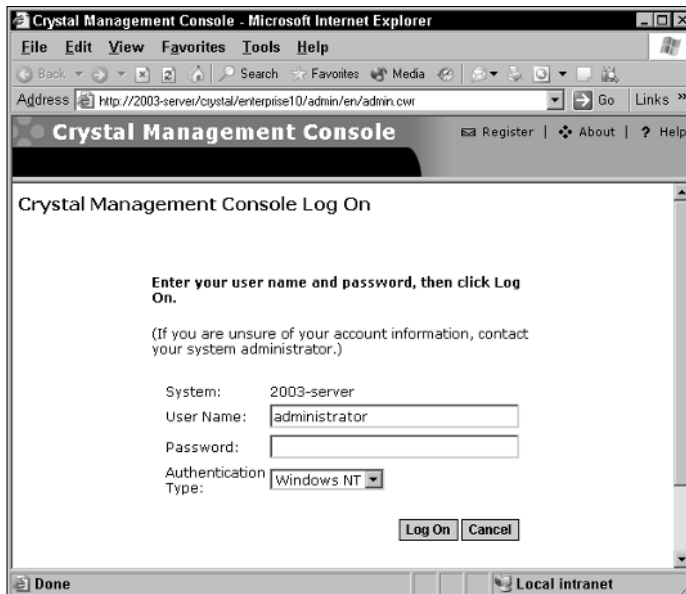 Crystal Management Console - Microsoft Internet Explorer
File Edit View Favorites Tools Help
Back Search Favorites Media
Address http://2003-server/crystal/enterprise10/admin/en/admin.cwr Go Links »
Crystal Management Console Register | About | ? Help
Crystal Management Console Log On
Enter your user name and password, then click Log
On.
(If you are unsure of your account information, contact
your system administrator.)
System: 2003-server
User Name: administrator
Password:
Authentication
Type: Windows NT
Log On Cancel
Done Local intranet